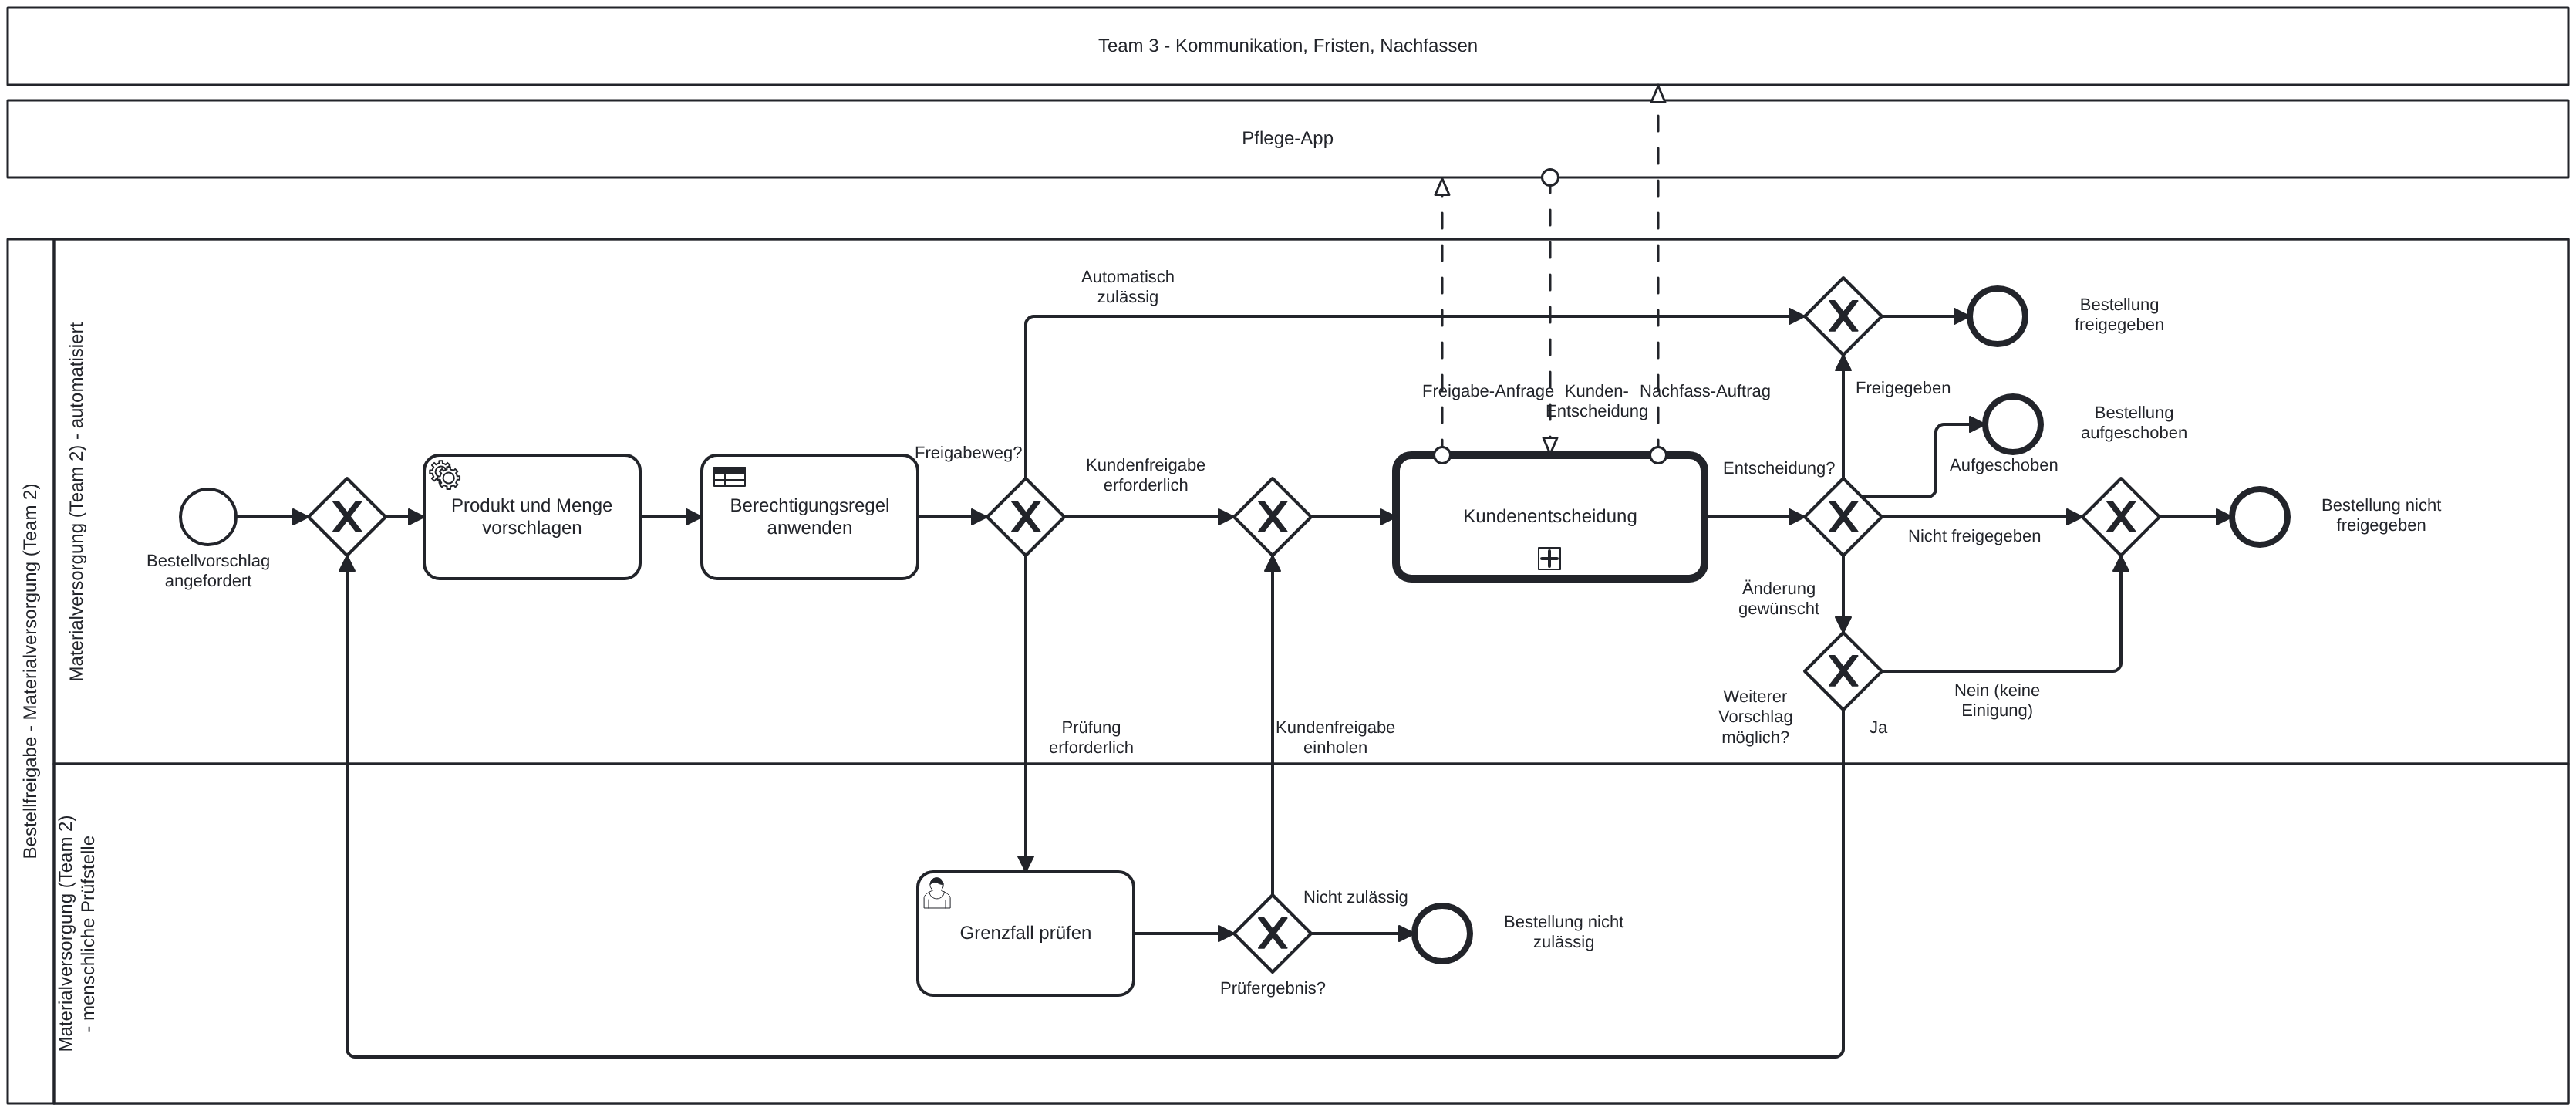 Team 3 - Kommunikation, Fristen, Nachfassen
Pflege-App
Bestellfreigabe - Materialversorgung (Team 2)
Materialversorgung (Team 2) - automatisiert
Automatisch
zulässig
Bestellung
freigegeben
Freigabe-Anfrage
Kunden-
Entscheidung
Nachfass-Auftrag
Freigegeben
Bestellung
aufgeschoben
Freigabeweg?
Kundenfreigabe
erforderlich
Entscheidung?
Aufgeschoben
Bestellvorschlag
angefordert
Produkt und Menge
vorschlagen
Berechtigungsregel
anwenden
Kundenentscheidung
Nicht freigegeben
Bestellung nicht
freigegeben
Änderung
gewünscht
Weiterer
Vorschlag
möglich?
Nein (keine
Einigung)
Ja
Prüfung
erforderlich
Kundenfreigabe
einholen
Materialversorgung (Team 2)
- menschliche Prüfstelle
Grenzfall prüfen
Nicht zulässig
Bestellung nicht
zulässig
Prüfergebnis?